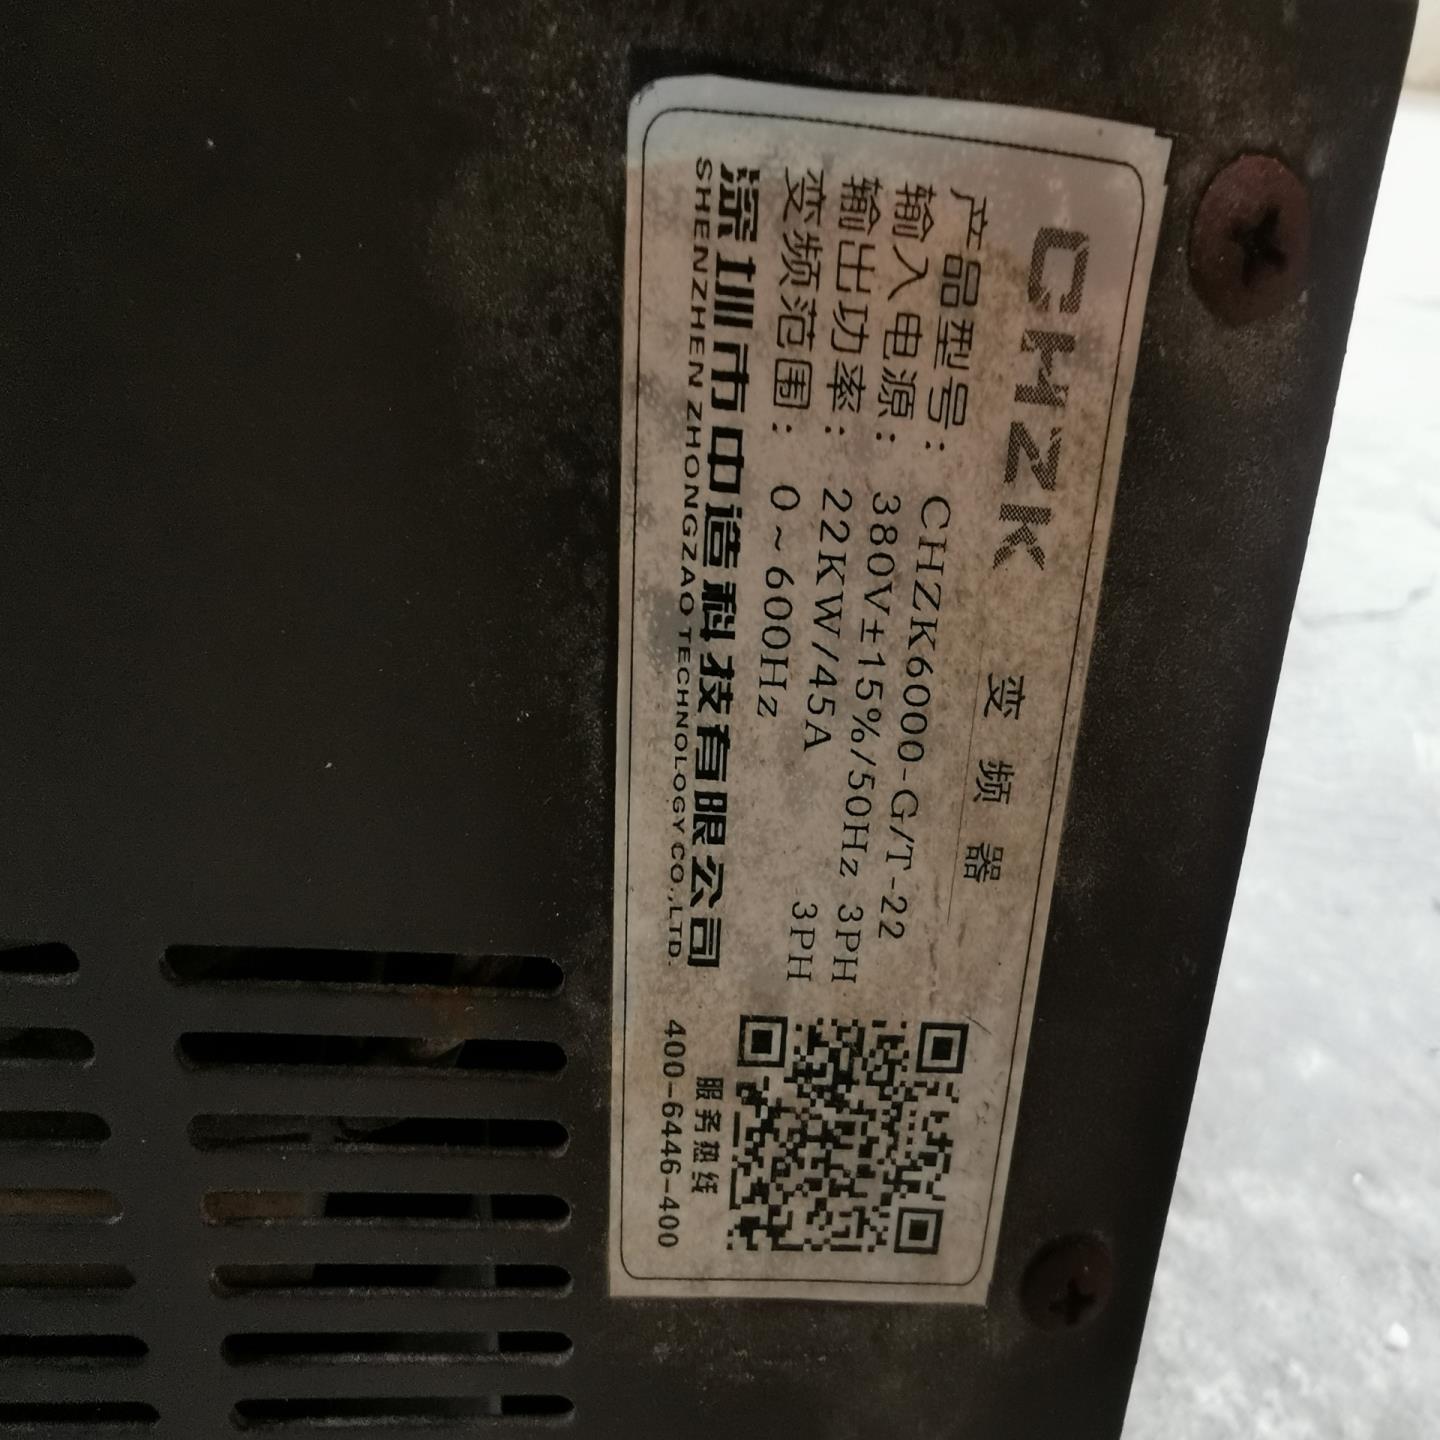 CHZK 变频器
产品型号: CHZK6000-G/T-22
输入电源: 380V±15%/50Hz 3PH
输出功率: 22KW/45A 3PH
变频范围: 0~600Hz
深圳市中造科技有限公司
SHENZHEN ZHONGZAO TECHNOLOGY CO.,LTD.
服务热线
400-6446-400